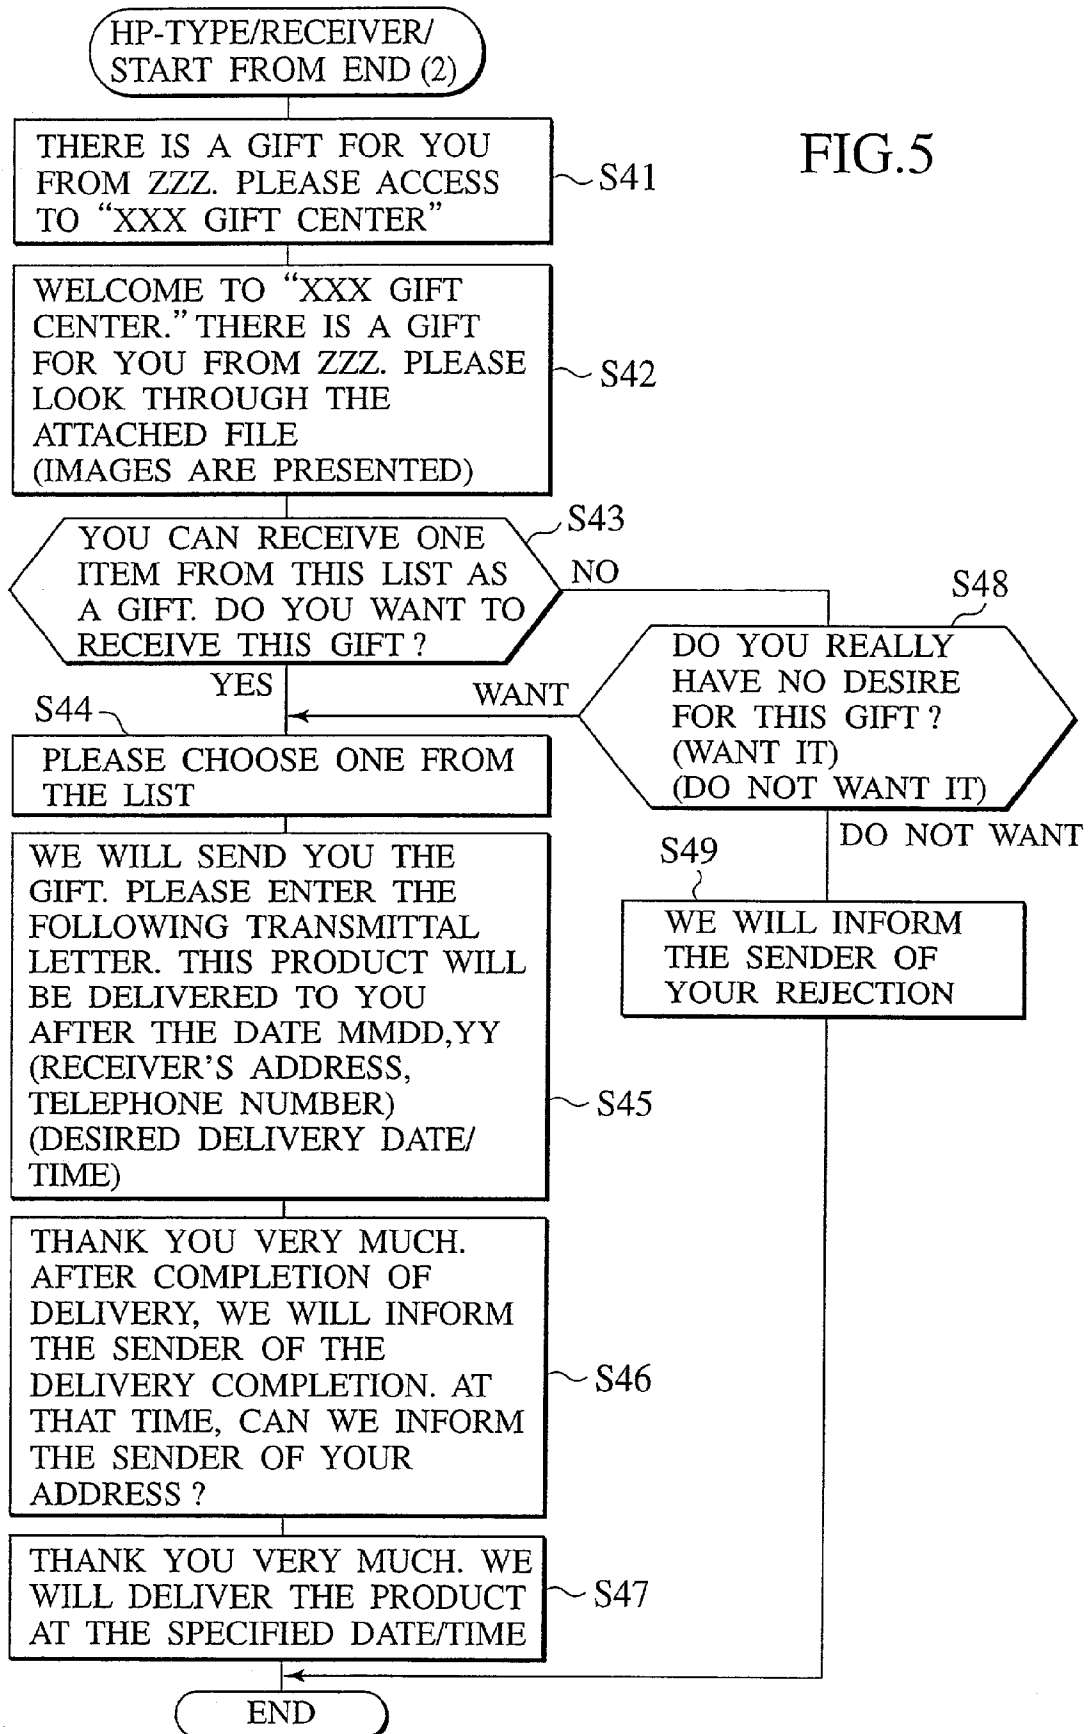 HP-TYPE/RECEIVER/
START FROM END (2)
FIG.5
THERE IS A GIFT FOR YOU
FROM ZZZ. PLEASE ACCESS
TO “XXX GIFT CENTER”
S41
WELCOME TO “XXX GIFT
CENTER.” THERE IS A GIFT
FOR YOU FROM ZZZ. PLEASE
LOOK THROUGH THE
ATTACHED FILE
(IMAGES ARE PRESENTED)
S42
S43
YOU CAN RECEIVE ONE
ITEM FROM THIS LIST AS
A GIFT. DO YOU WANT TO
RECEIVE THIS GIFT ?
NO
YES
S48
DO YOU REALLY
HAVE NO DESIRE
FOR THIS GIFT ?
(WANT IT)
(DO NOT WANT IT)
WANT
DO NOT WANT
S44
PLEASE CHOOSE ONE FROM
THE LIST
S49
WE WILL INFORM
THE SENDER OF
YOUR REJECTION
WE WILL SEND YOU THE
GIFT. PLEASE ENTER THE
FOLLOWING TRANSMITTAL
LETTER. THIS PRODUCT WILL
BE DELIVERED TO YOU
AFTER THE DATE MMDD,YY
(RECEIVER’S ADDRESS,
TELEPHONE NUMBER)
(DESIRED DELIVERY DATE/
TIME)
S45
THANK YOU VERY MUCH.
AFTER COMPLETION OF
DELIVERY, WE WILL INFORM
THE SENDER OF THE
DELIVERY COMPLETION. AT
THAT TIME, CAN WE INFORM
THE SENDER OF YOUR
ADDRESS ?
S46
THANK YOU VERY MUCH. WE
WILL DELIVER THE PRODUCT
AT THE SPECIFIED DATE/TIME
S47
END